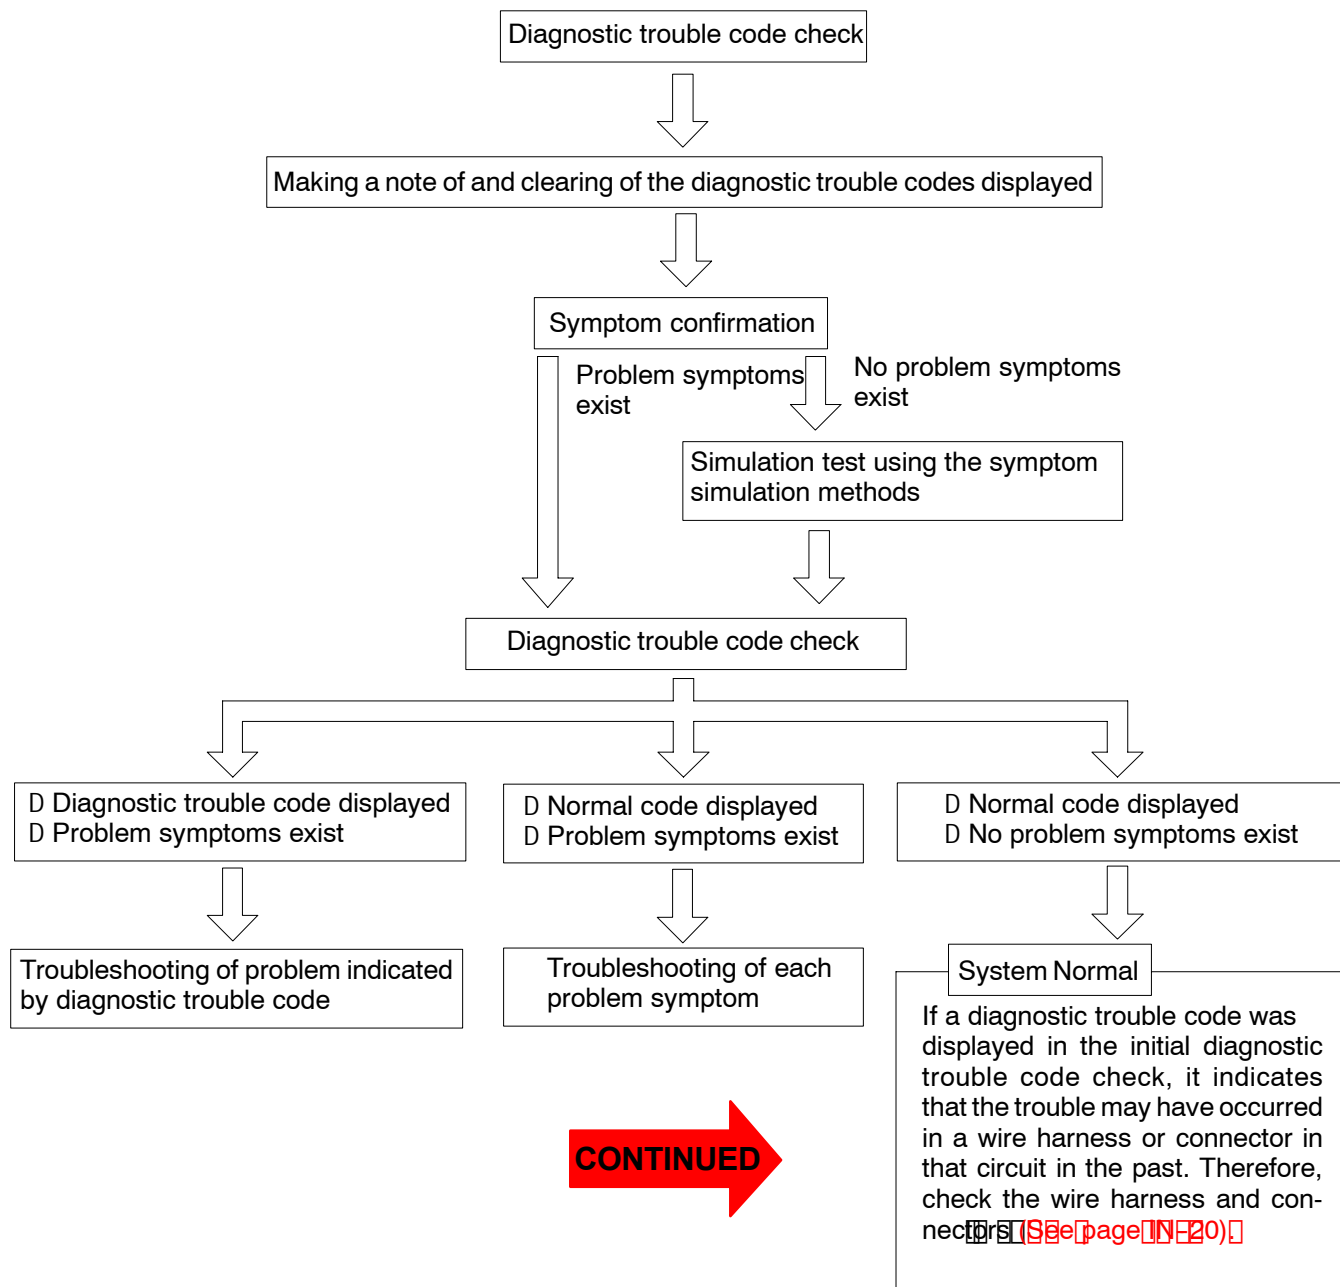 Diagnostic trouble code check
Making a note of and clearing of the diagnostic trouble codes displayed
Symptom confirmation
Problem symptoms
exist
No problem symptoms
exist
Simulation test using the symptom
simulation methods
Diagnostic trouble code check
D Diagnostic trouble code displayed
D Problem symptoms exist
D Normal code displayed
D Problem symptoms exist
D Normal code displayed
D No problem symptoms exist
Troubleshooting of problem indicated
by diagnostic trouble code
Troubleshooting of each
problem symptom
System Normal
If a diagnostic trouble code was
displayed in the initial diagnostic
trouble code check, it indicates
that the trouble may have occurred
in a wire harness or connector in
that circuit in the past. Therefore,
check the wire harness and con-
nectors (See page IN-20).
CONTINUED